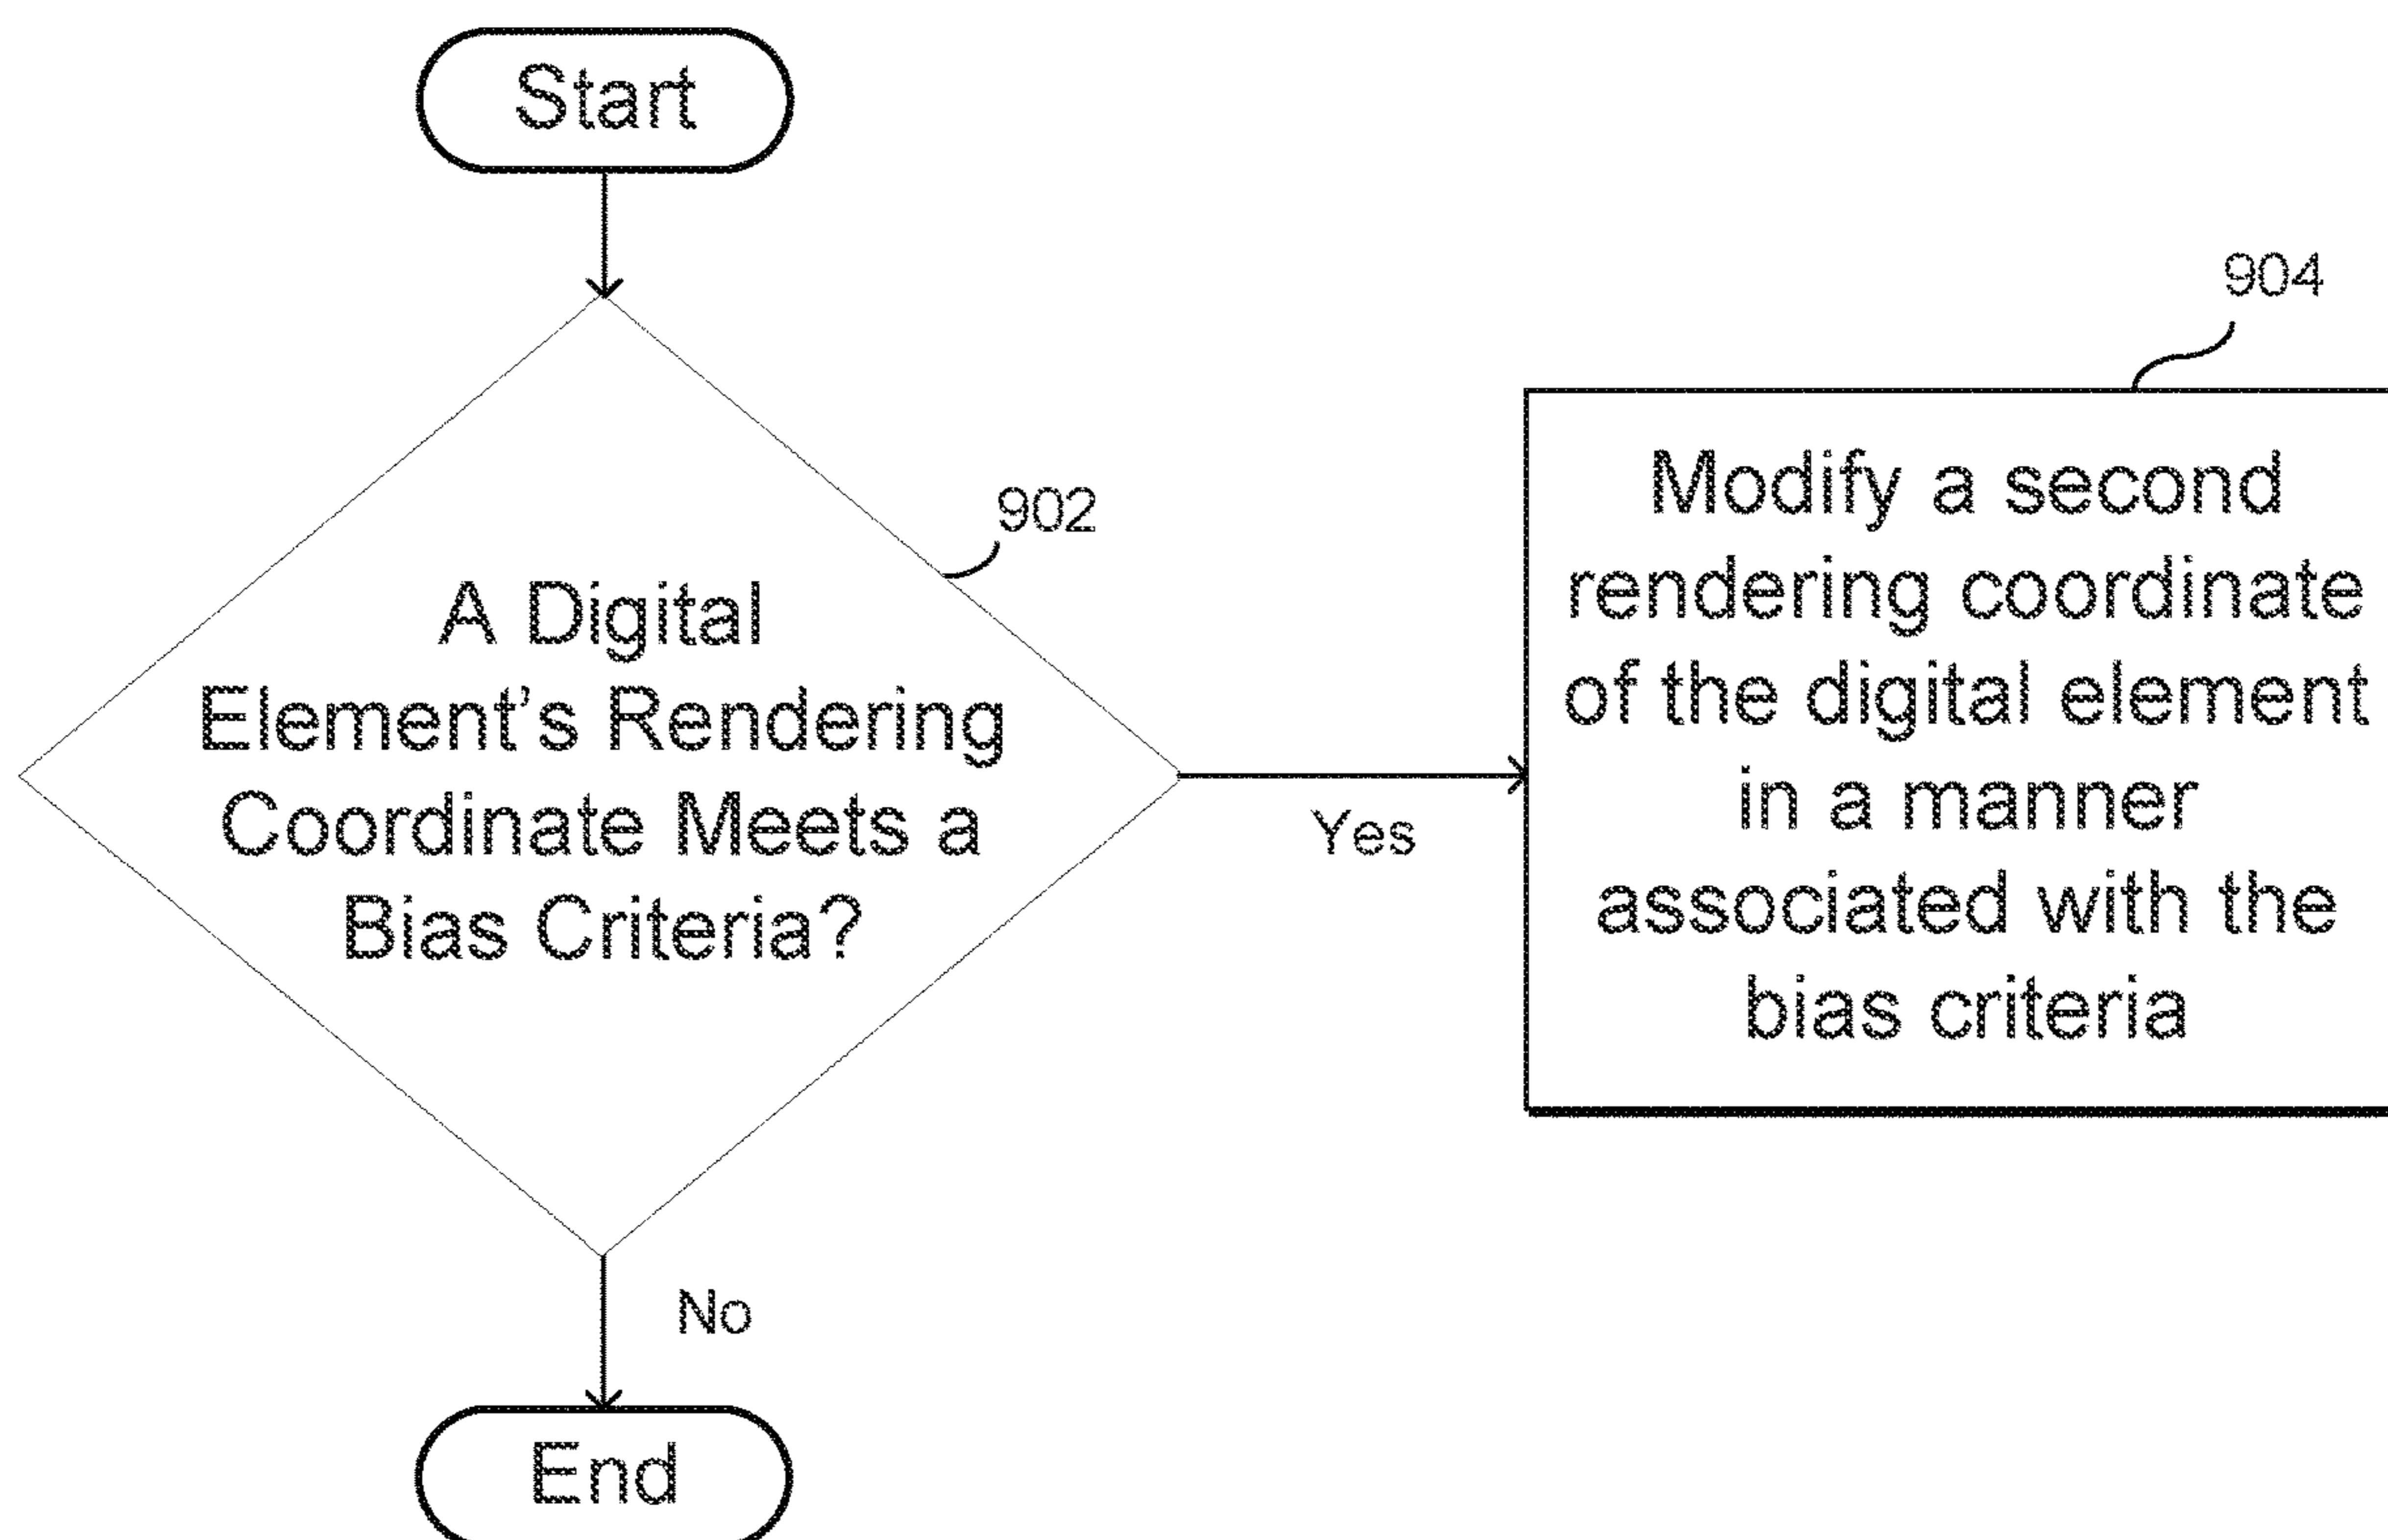 Start
902
A Digital
Element's Rendering
Coordinate Meets a
Bias Criteria?
Yes
904
Modify a second
rendering coordinate
of the digital element
in a manner
associated with the
bias criteria
No
End